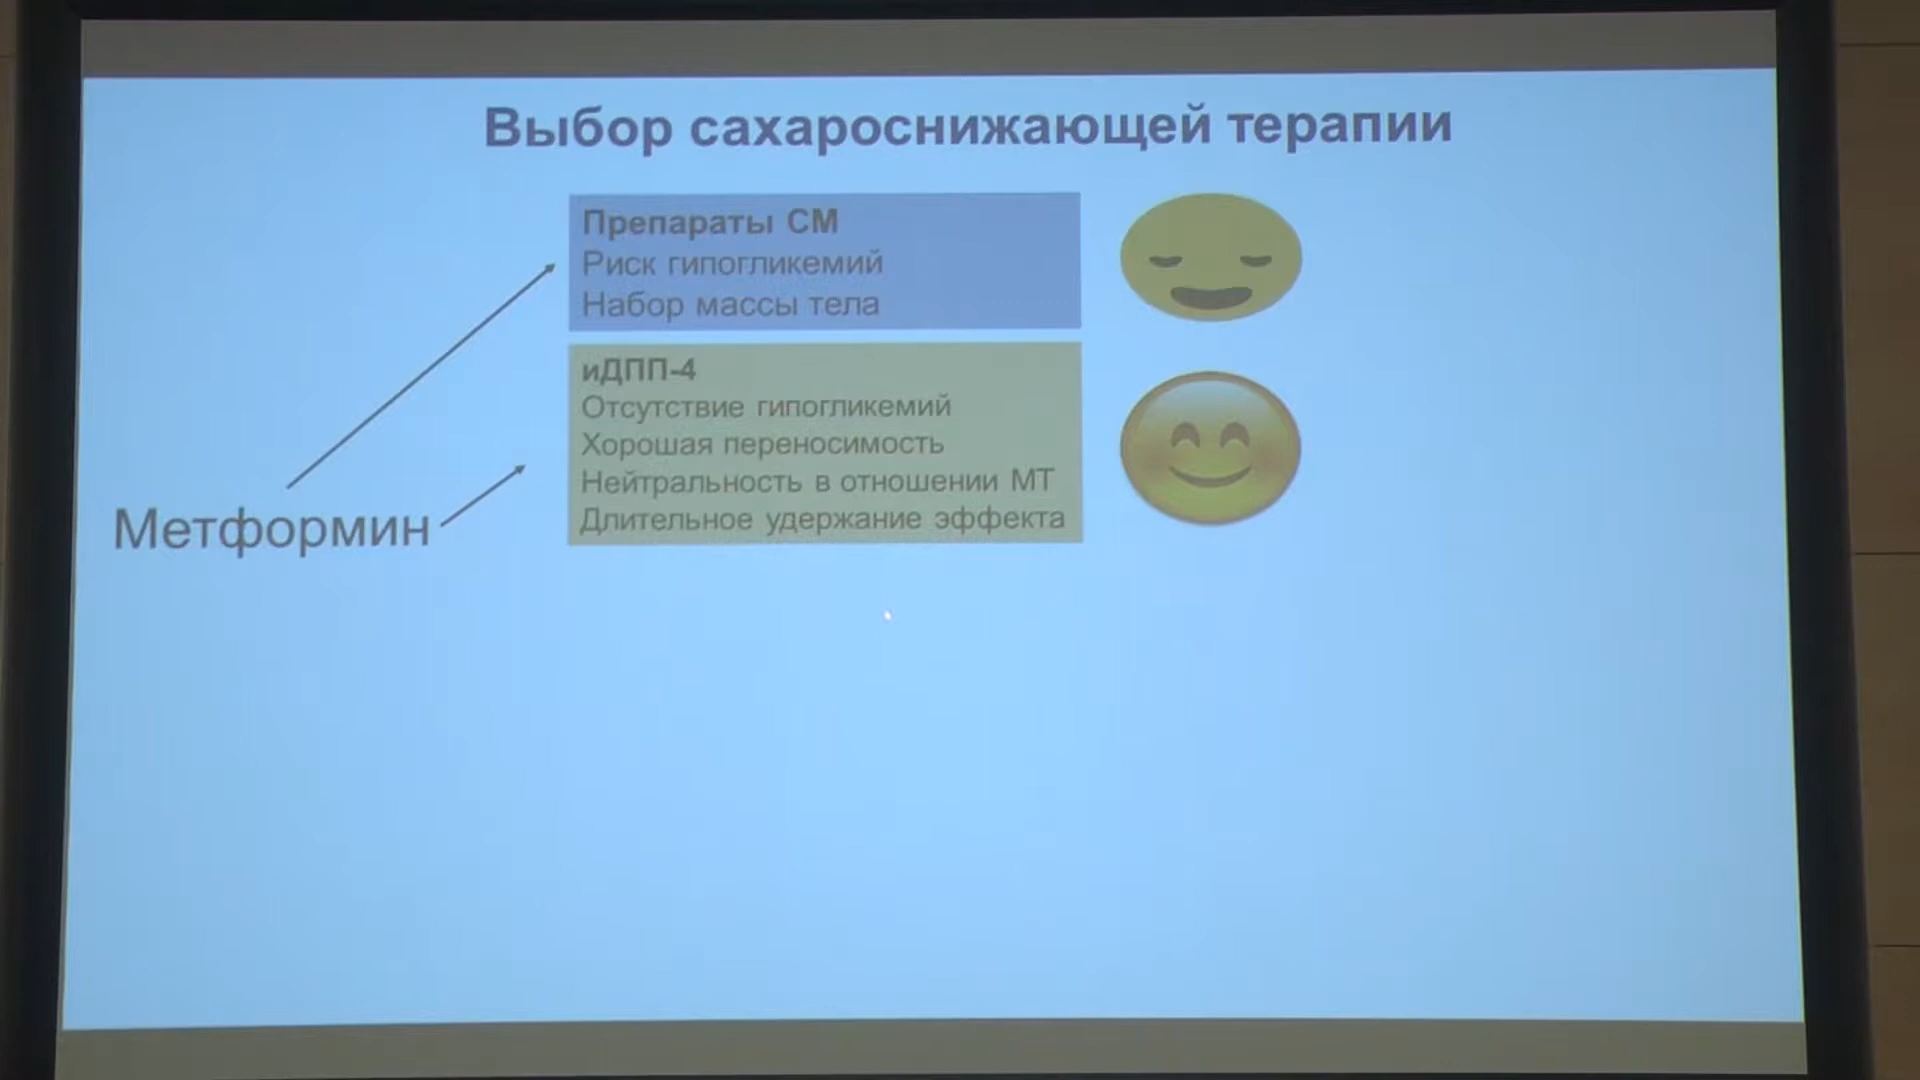 Выбор сахароснижающей терапии
Препараты СМ
Риск гипогликемий
Набор массы тела
иДПП-4
Отсутствие гипогликемий
Хорошая переносимость
Нейтральность в отношении МТ
Длительное удержание эффекта
Метформин